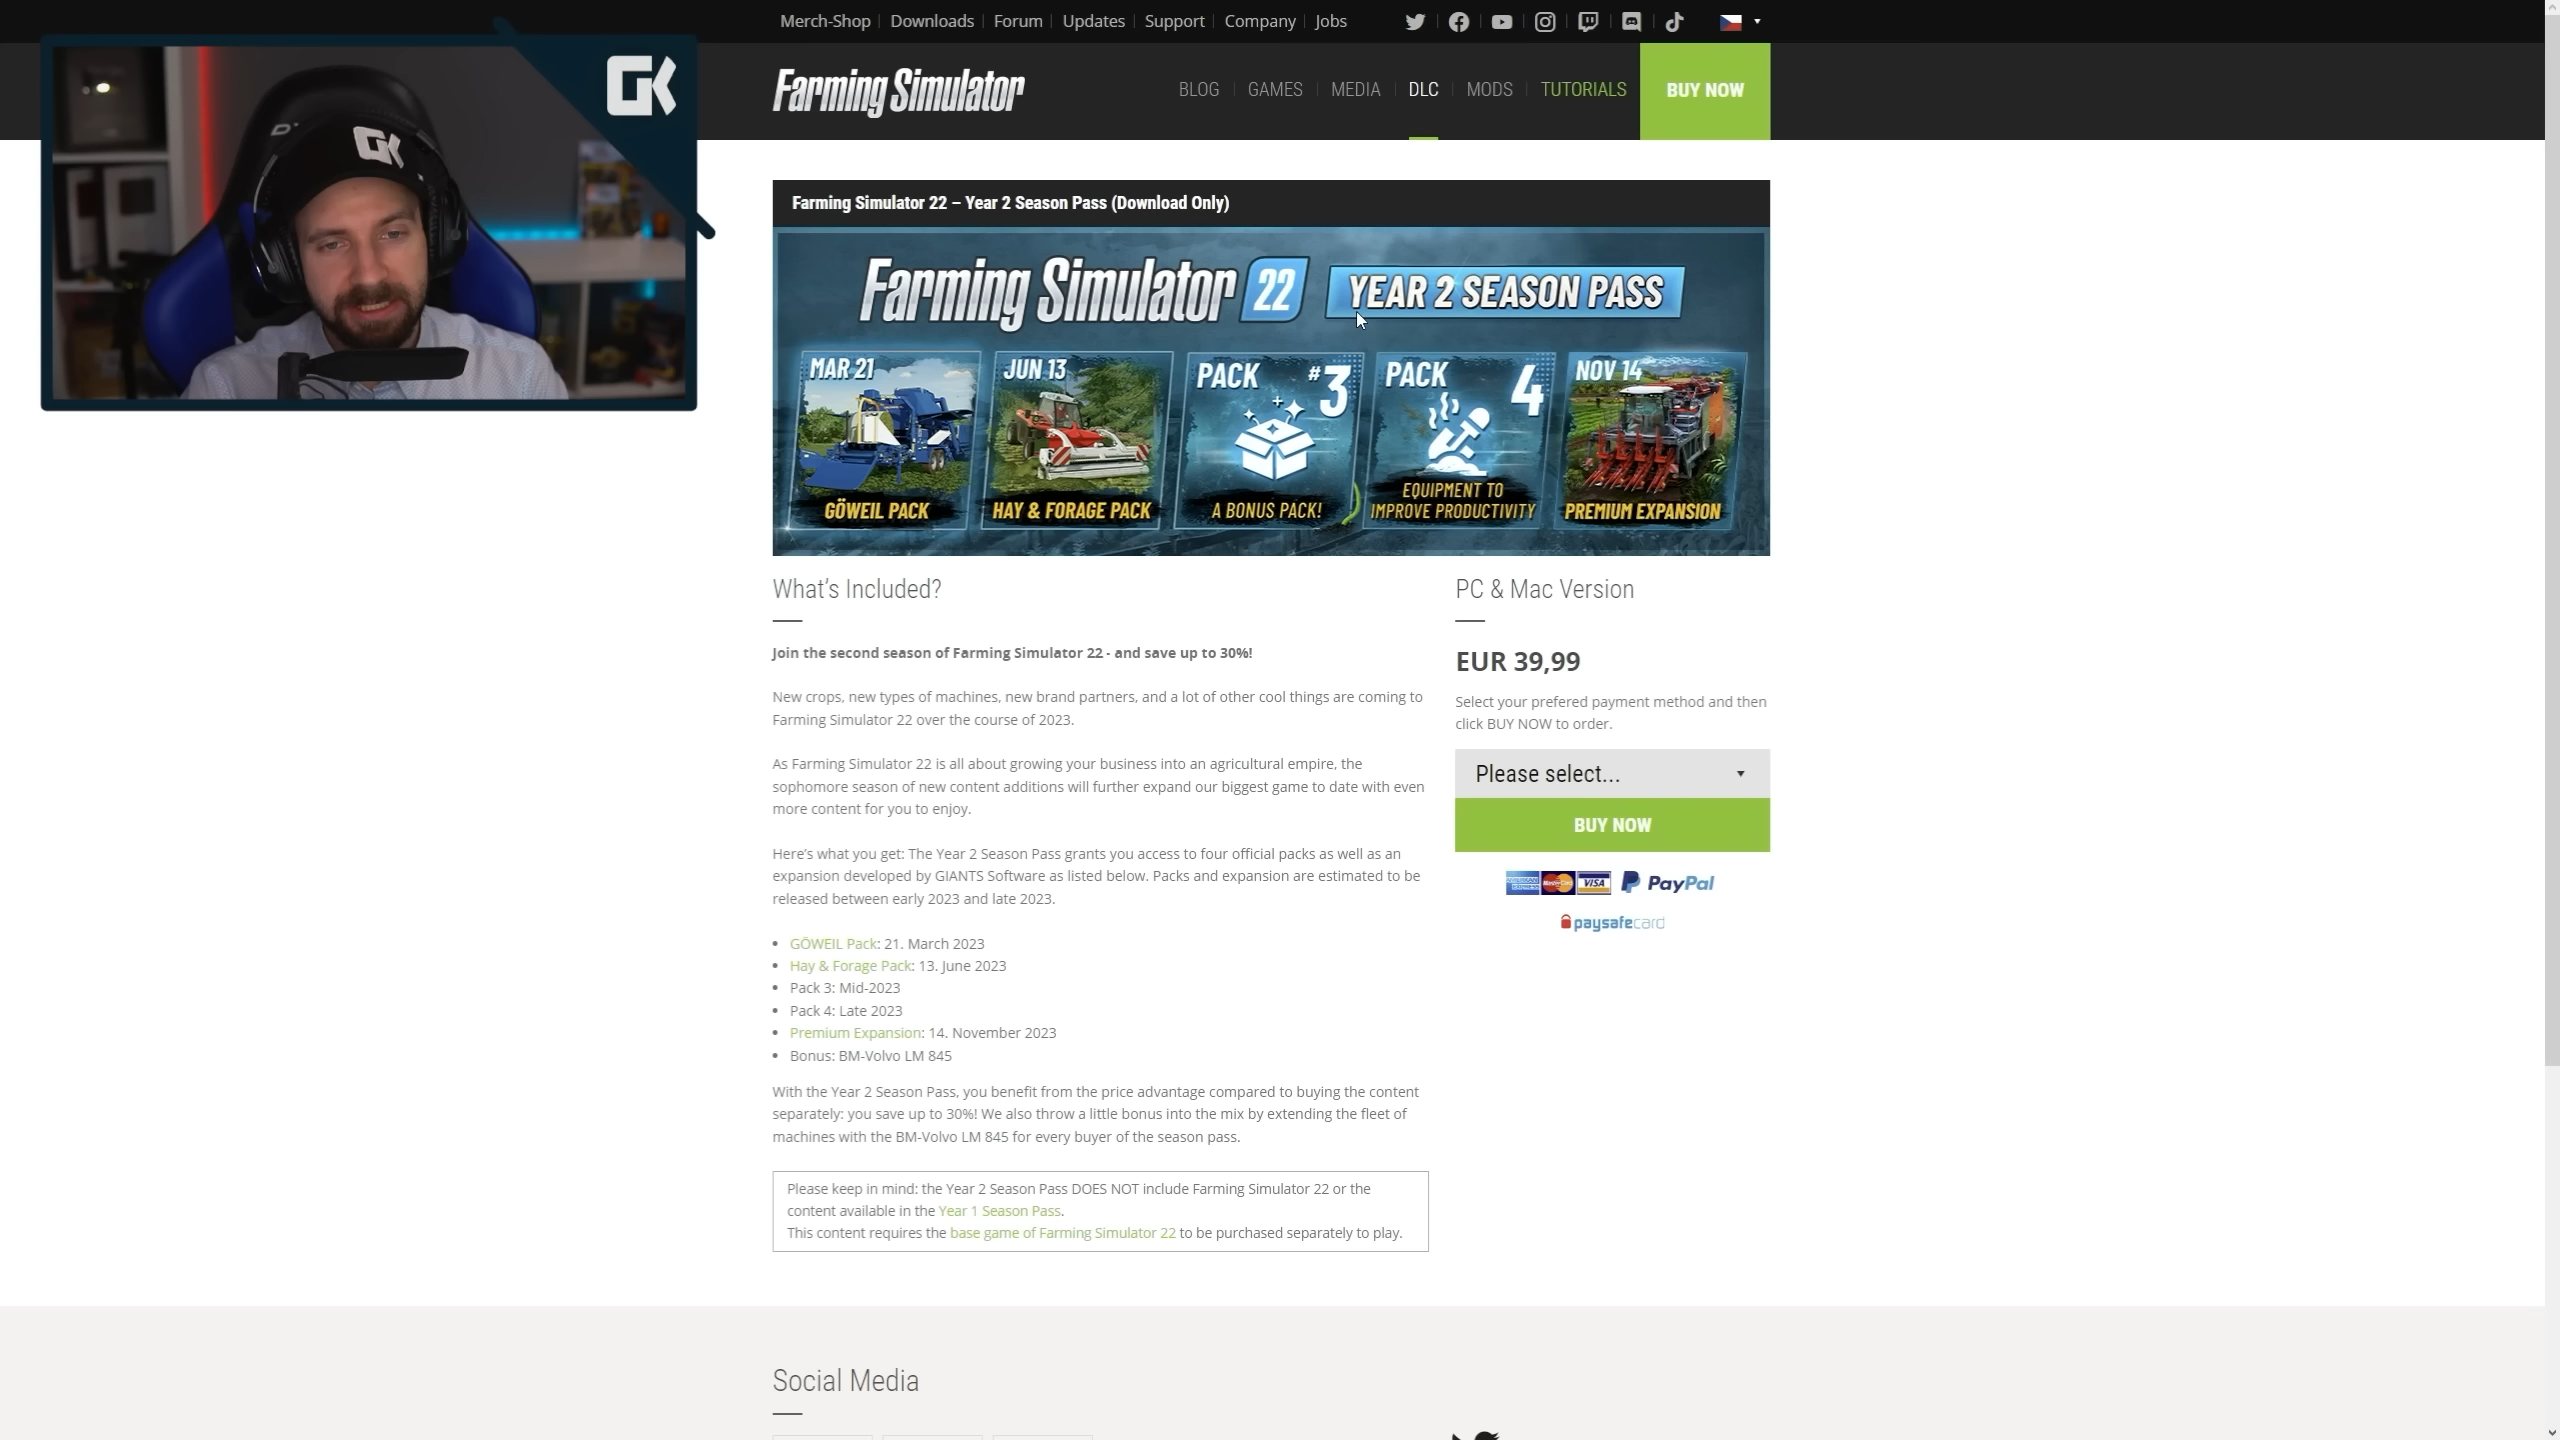 Merch-Shop Downloads Forum Updates Support Company Jobs
GK
GK
Farming Simulator
BLOG GAMES MEDIA DLC MODS TUTORIALS BUY NOW
Farming Simulator 22 – Year 2 Season Pass (Download Only)
Farming Simulator 22 YEAR 2 SEASON PASS
MAR 21
GÖWEIL PACK
JUN 13
HAY & FORAGE PACK
PACK #3
A BONUS PACK!
PACK 4
EQUIPMENT TO
IMPROVE PRODUCTIVITY
NOV 14
PREMIUM EXPANSION
What's Included?
Join the second season of Farming Simulator 22 - and save up to 30%!
New crops, new types of machines, new brand partners, and a lot of other cool things are coming to
Farming Simulator 22 over the course of 2023.
As Farming Simulator 22 is all about growing your business into an agricultural empire, the
sophomore season of new content additions will further expand our biggest game to date with even
more content for you to enjoy.
Here's what you get: The Year 2 Season Pass grants you access to four official packs as well as an
expansion developed by GIANTS Software as listed below. Packs and expansion are estimated to be
released between early 2023 and late 2023.
• GÖWEIL Pack: 21. March 2023
• Hay & Forage Pack: 13. June 2023
• Pack 3: Mid-2023
• Pack 4: Late 2023
• Premium Expansion: 14. November 2023
• Bonus: BM-Volvo LM 845
With the Year 2 Season Pass, you benefit from the price advantage compared to buying the content
separately: you save up to 30%! We also throw a little bonus into the mix by extending the fleet of
machines with the BM-Volvo LM 845 for every buyer of the season pass.
Please keep in mind: the Year 2 Season Pass DOES NOT include Farming Simulator 22 or the
content available in the Year 1 Season Pass.
This content requires the base game of Farming Simulator 22 to be purchased separately to play.
PC & Mac Version
EUR 39,99
Select your prefered payment method and then
click BUY NOW to order.
Please select...
BUY NOW
AMERICAN EXPRESS MasterCard VISA PayPal
paysafecard
Social Media